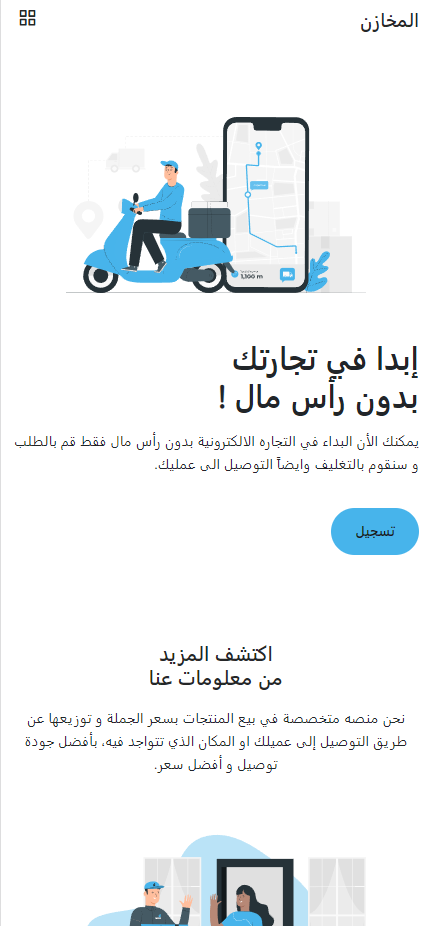 المخازن
1,100 m
إبدا في تجارتك
بدون رأس مال !
يمكنك الأن البداء في التجاره الالكترونية بدون رأس مال فقط قم بالطلب
و سنقوم بالتغليف وايضاً التوصيل الى عمليك.
تسجيل
اكتشف المزيد
من معلومات عنا
نحن منصه متخصصة في بيع المنتجات بسعر الجملة و توزيعها عن
طريق التوصيل إلى عميلك او المكان الذي تتواجد فيه، بأفضل جودة
توصيل و أفضل سعر.